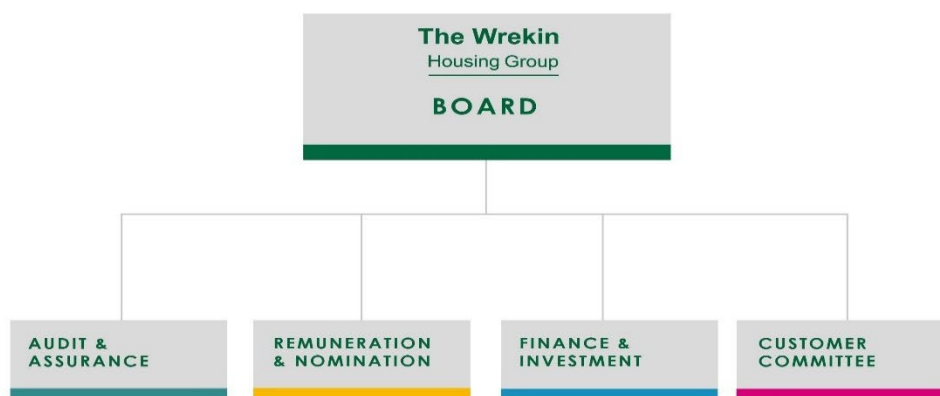 The Wrekin
Housing Group
BOARD
AUDIT &
ASSURANCE
REMUNERATION
& NOMINATION
FINANCE &
INVESTMENT
CUSTOMER
COMMITTEE